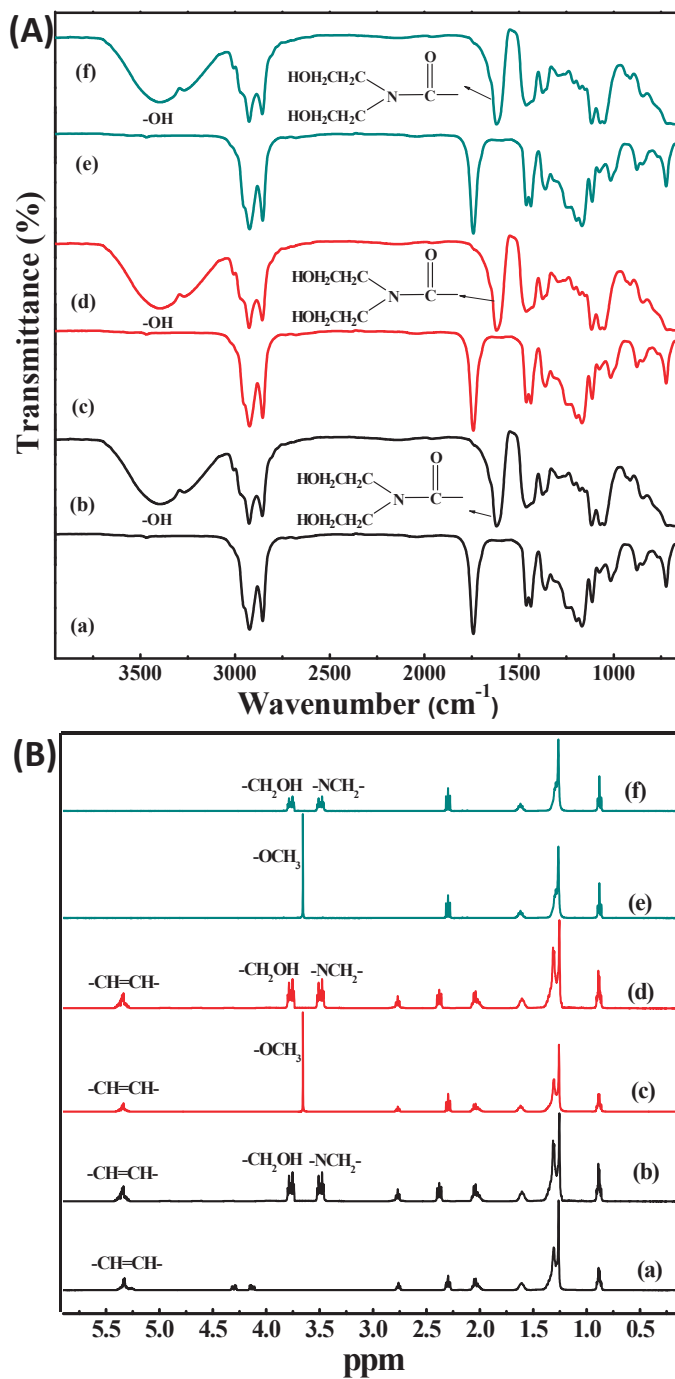 (A)
(f)
-OH
O
HOH₂CH₂C
N C
HOH₂CH₂C
(e)
(d)
-OH
O
HOH₂CH₂C
N C
HOH₂CH₂C
(c)
(b)
-OH
O
HOH₂CH₂C
N C
HOH₂CH₂C
(a)
Transmittance (%)
3500 3000 2500 2000 1500 1000
Wavenumber (cm⁻¹)
(B)
-CH₂OH -NCH₂-
(f)
-OCH₃
(e)
-CH=CH-
-CH₂OH -NCH₂-
(d)
-OCH₃
-CH=CH-
(c)
-CH=CH-
-CH₂OH -NCH₂-
(b)
-CH=CH-
(a)
5.5 5.0 4.5 4.0 3.5 3.0 2.5 2.0 1.5 1.0 0.5
ppm